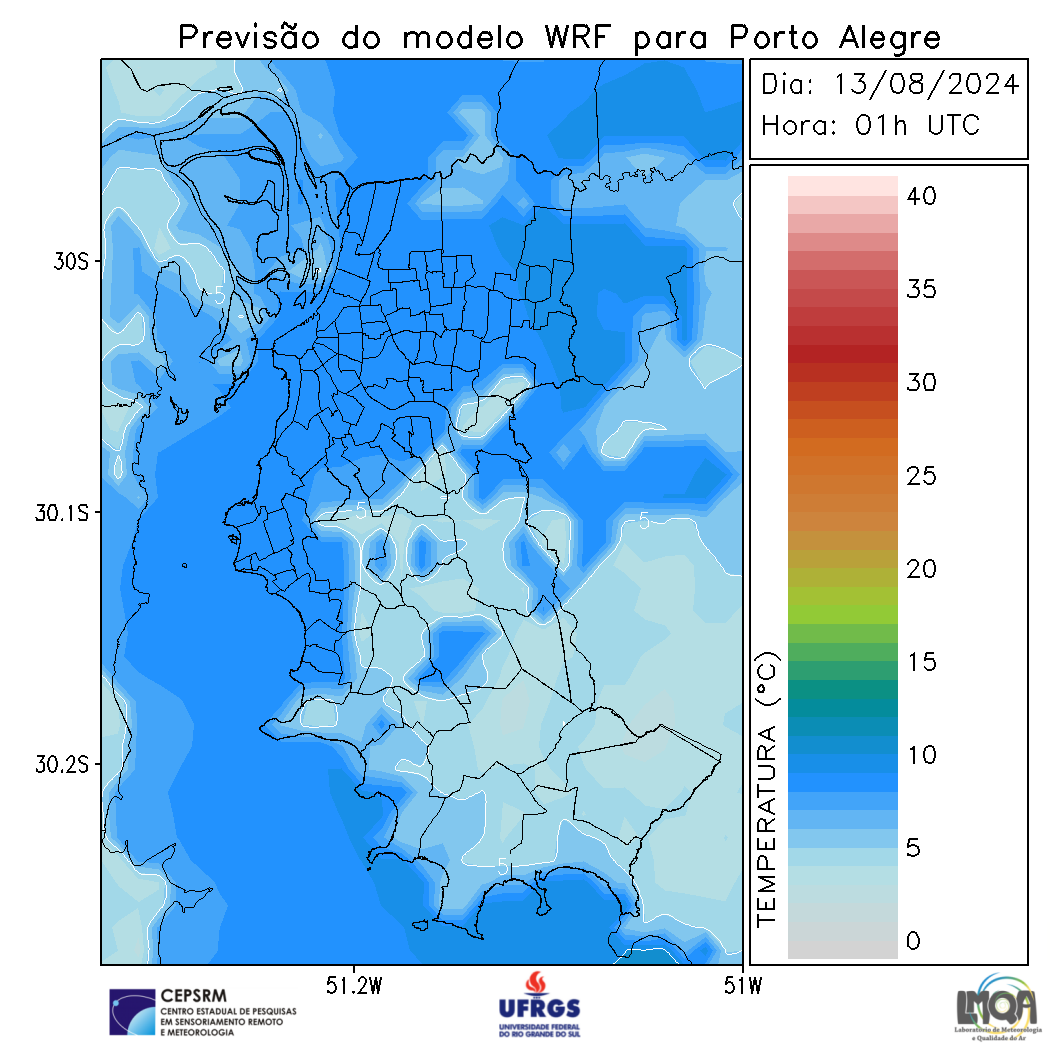 Previsão do modelo WRF para Porto Alegre
Dia: 13/08/2024
Hora: 01h UTC
40
35
30
25
20
15
10
5
0
TEMPERATURA (°C)
30S
30.1S
30.2S
51.2W
51W
5
5
5
5
CEPSRM
CENTRO ESTADUAL DE PESQUISAS
EM SENSORIAMENTO REMOTO
E METEOROLOGIA
UFRGS
UNIVERSIDADE FEDERAL
DO RIO GRANDE DO SUL
LMQA
Laboratório de Meteorologia
e Qualidade do Ar